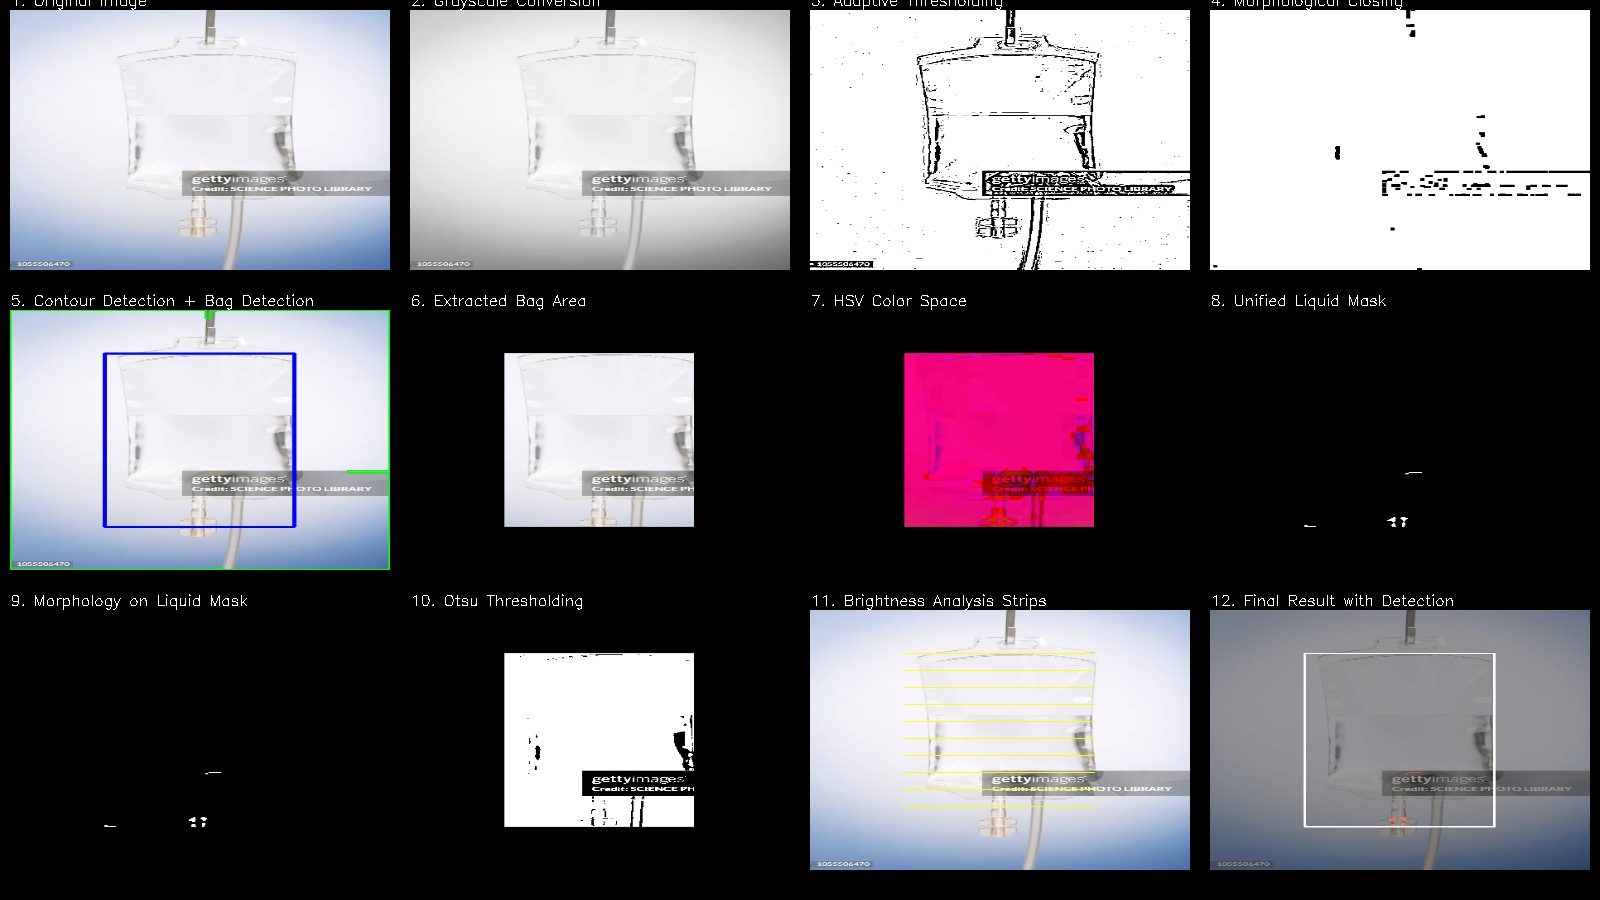 1. Original Image
2. Grayscale Conversion
3. Adaptive Thresholding
4. Morphological Closing
gettyimages
Credit: SCIENCE PHOTO LIBRARY
1055506470
gettyimages
Credit: SCIENCE PHOTO LIBRARY
1055506470
gettyimages
Credit: SCIENCE PHOTO LIBRARY
1055506470
5. Contour Detection + Bag Detection
6. Extracted Bag Area
7. HSV Color Space
8. Unified Liquid Mask
gettyimages
Credit: SCIENCE PHOTO LIBRARY
1055506470
gettyimages
Credit: SCIENCE PH
gettyimages
9. Morphology on Liquid Mask
10. Otsu Thresholding
11. Brightness Analysis Strips
12. Final Result with Detection
gettyimages
Credit: SCIENCE PH
gettyimages
Credit: SCIENCE PHOTO LIBRARY
1055506470
gettyimages
Credit: SCIENCE PHOTO LIBRARY
1055506470